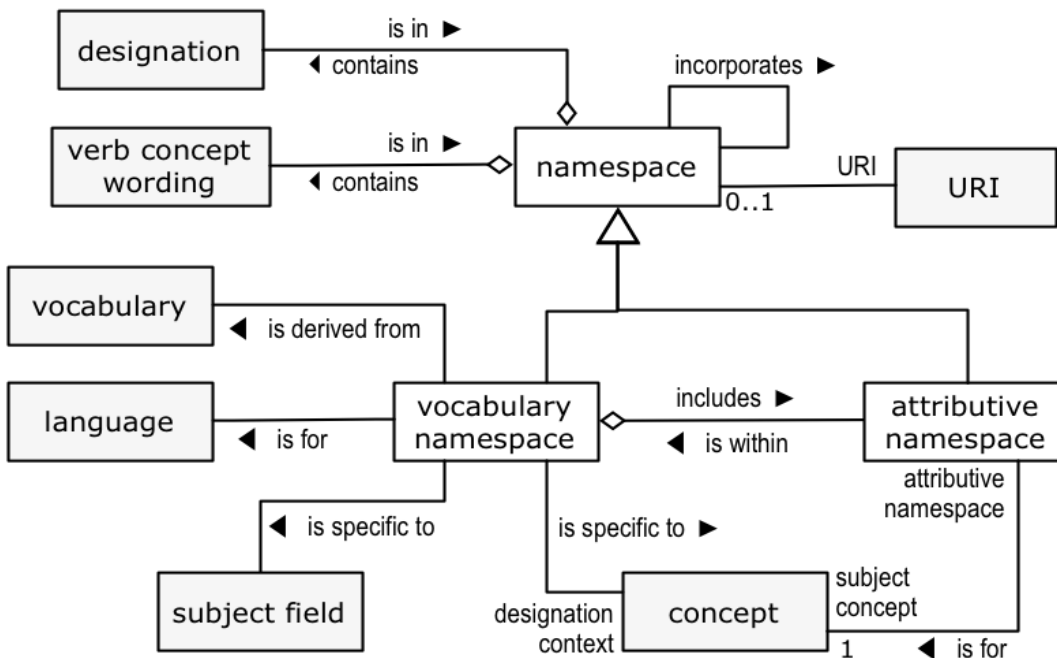 designation
is in ►
◄ contains
incorporates ►
verb concept
wording
is in ►
◄ contains
namespace
URI
0..1
URI
vocabulary
◄ is derived from
language
◄ is for
vocabulary
namespace
includes ►
◄ is within
attributive
namespace
attributive
namespace
◄ is specific to
is specific to ►
subject field
designation
context
concept
subject
concept
1
◄ is for